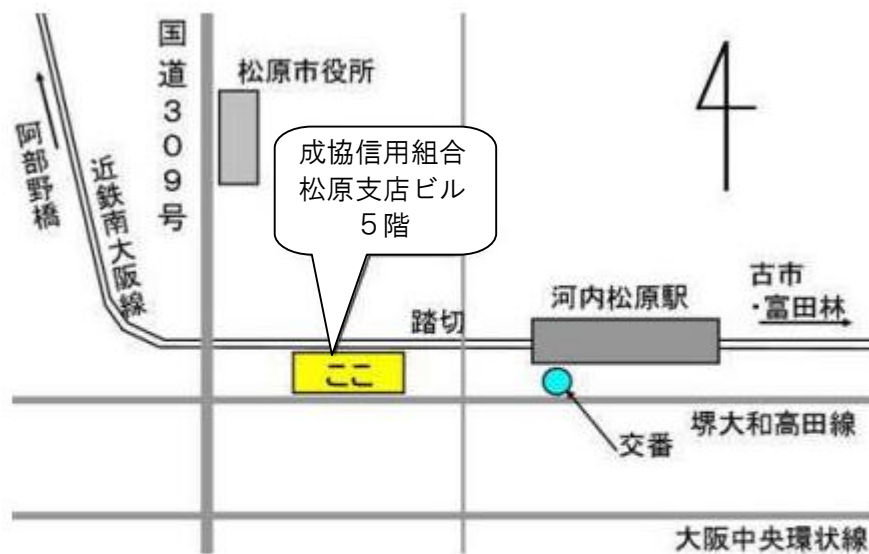 国道309号
松原市役所
成協信用組合
松原支店ビル
5階
阿部野橋
近鉄南大阪線
踏切
河内松原駅
古市
・富田林
ここ
堺大和高田線
交番
大阪中央環状線